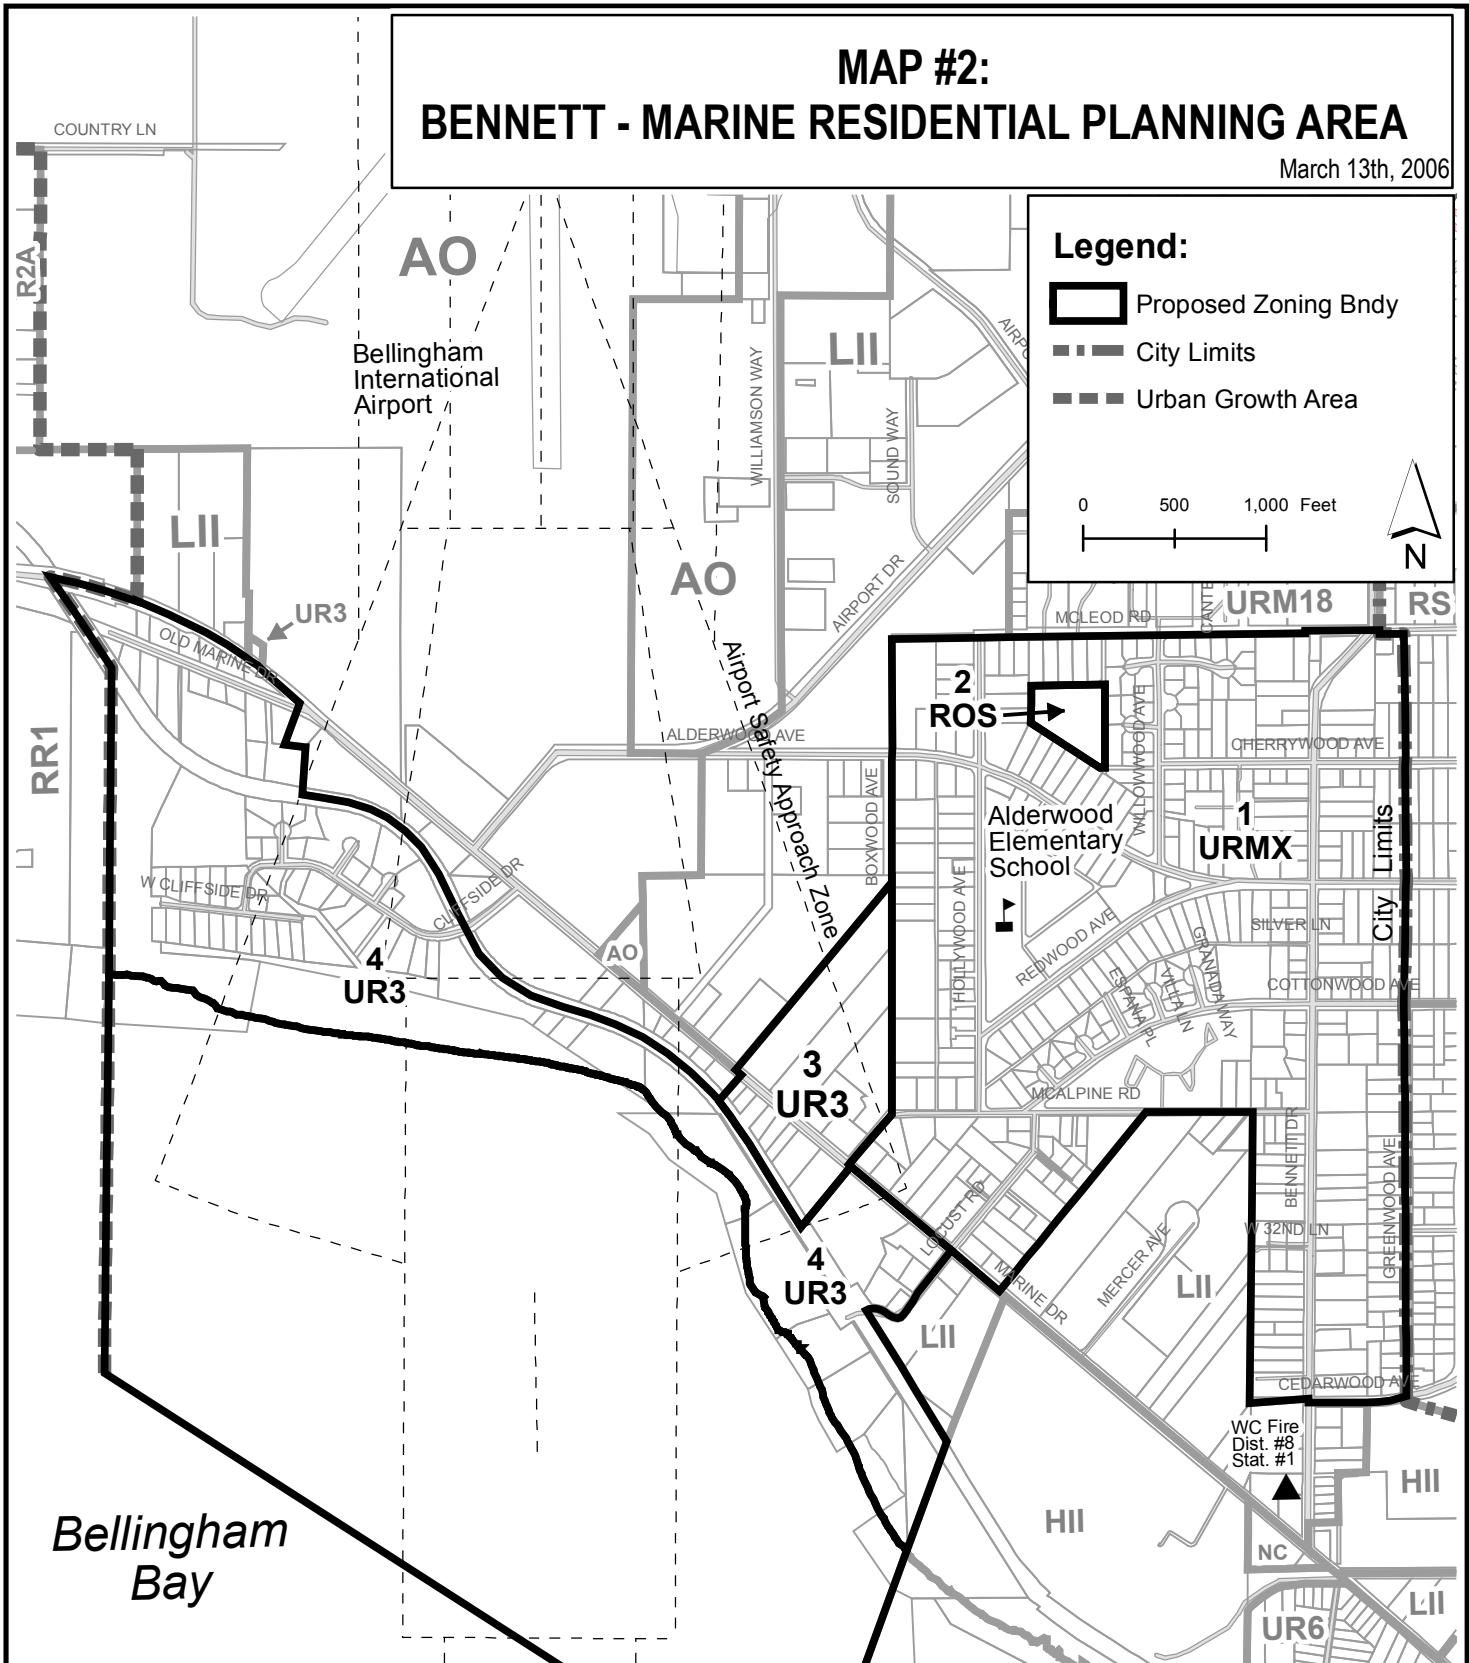 MAP #2:
BENNETT - MARINE RESIDENTIAL PLANNING AREA
March 13th, 2006
Legend:
Proposed Zoning Bndy
City Limits
Urban Growth Area
0 500 1,000 Feet
N
COUNTRY LN
R2A
AO
Bellingham
International
Airport
WILLIAMSON WAY
LII
SOUND WAY
LII
AO
AIRPORT DR
UR3
OLD MARINE DR
RR1
MCLEOD RD
URM18
RS
Airport Safety Approach Zone
ALDERWOOD AVE
2
ROS
WILLOWWOOD AVE
CHERRYWOOD AVE
BOXWOOD AVE
Alderwood
Elementary
School
1
URMX
City Limits
HOLLYWOOD AVE
REDWOOD AVE
SILVER LN
GRANADA WAY
VILLA LN
ESPANA PL
COTTONWOOD AVE
W CLIFFSIDE DR
CLIFFSIDE DR
AO
4
UR3
3
UR3
MCALPINE RD
BENNETT DR
GREENWOOD AVE
W 32ND LN
LOCUST RD
MERCER AVE
MARINE DR
LII
4
UR3
LII
CEDARWOOD AVE
WC Fire
Dist. #8
Stat. #1
HII
HII
NC
LII
UR6
Bellingham
Bay